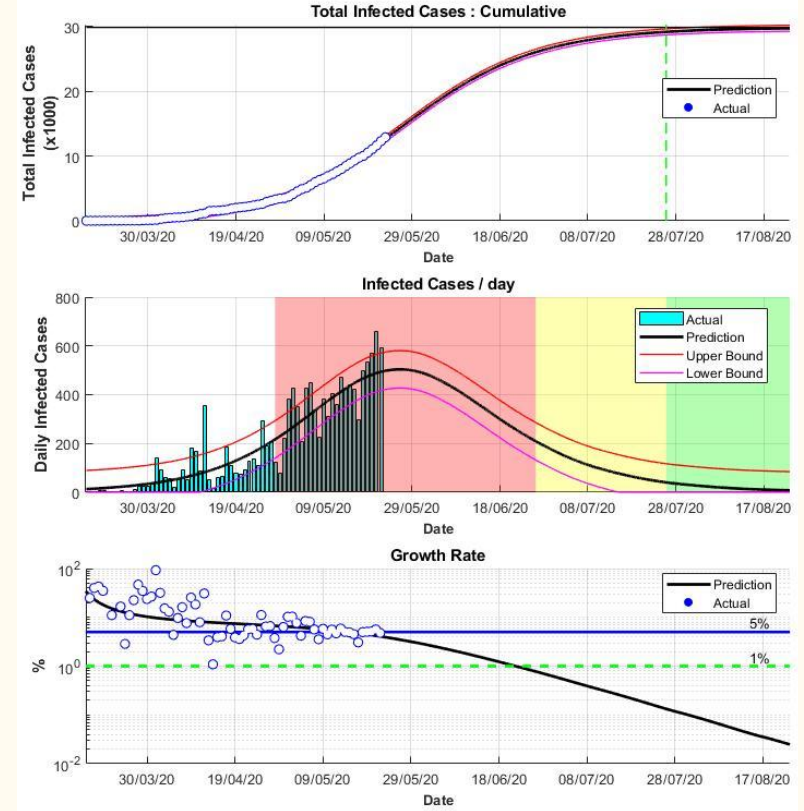 Total Infected Cases : Cumulative
Total Infected Cases
(x1000)
30
20
10
0
Prediction
Actual
30/03/20 19/04/20 09/05/20 29/05/20 18/06/20 08/07/20 28/07/20 17/08/20
Date
Infected Cases / day
Daily Infected Cases
800
600
400
200
0
Actual
Prediction
Upper Bound
Lower Bound
30/03/20 19/04/20 09/05/20 29/05/20 18/06/20 08/07/20 28/07/20 17/08/20
Date
Growth Rate
%
10^2
10^0
10^-2
Prediction
Actual
5%
1%
30/03/20 19/04/20 09/05/20 29/05/20 18/06/20 08/07/20 28/07/20 17/08/20
Date